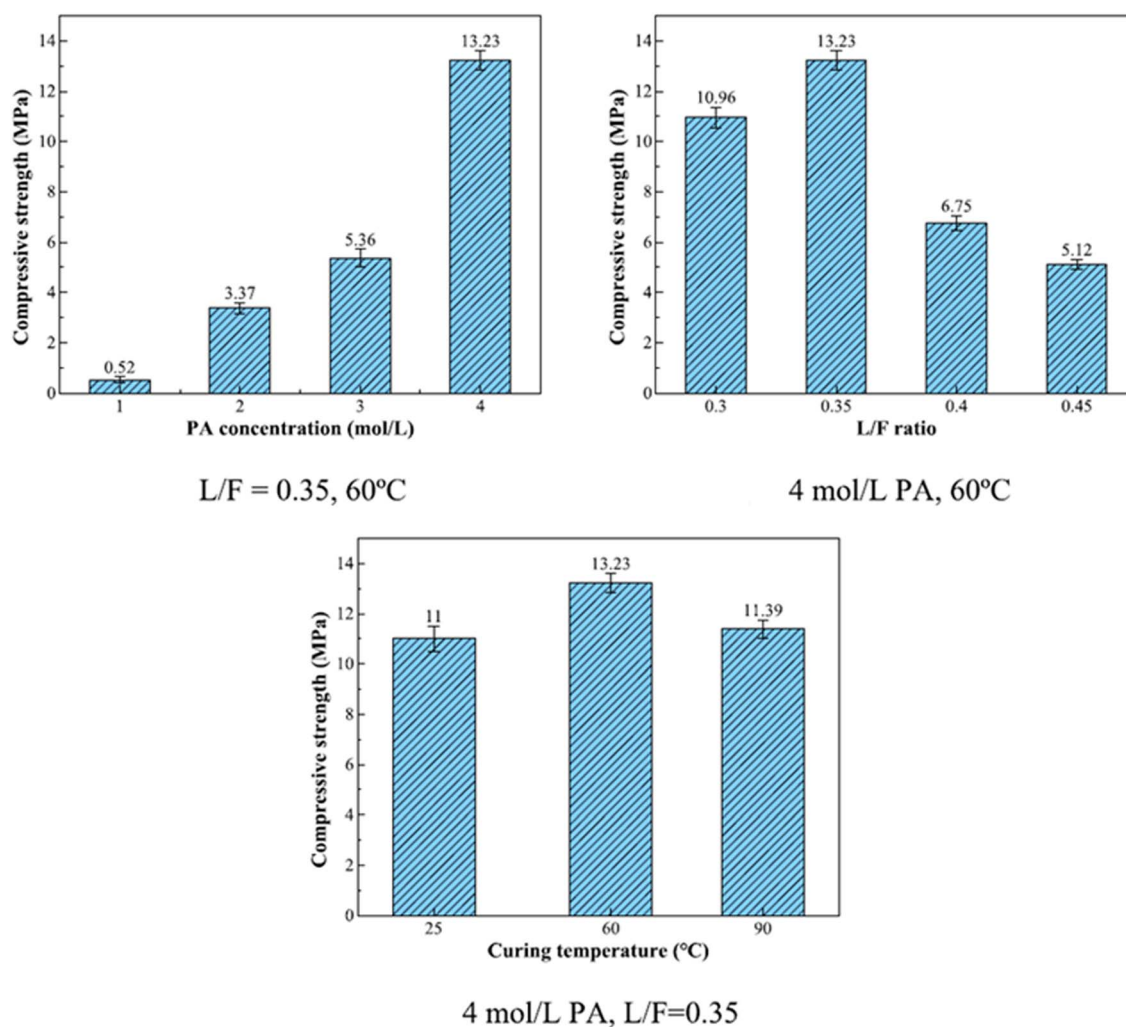 Compressive strength (MPa)
14
12
10
8
6
4
2
0
0.52
3.37
5.36
13.23
1 2 3 4
PA concentration (mol/L)
L/F = 0.35, 60ºC
Compressive strength (MPa)
14
12
10
8
6
4
2
0
10.96
13.23
6.75
5.12
0.3 0.35 0.4 0.45
L/F ratio
4 mol/L PA, 60ºC
Compressive strength (MPa)
14
12
10
8
6
4
2
0
11
13.23
11.39
25 60 90
Curing temperature (°C)
4 mol/L PA, L/F=0.35